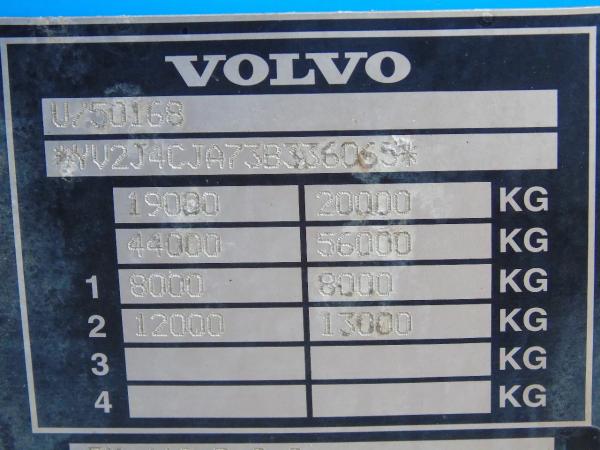 VOLVO
U/50168
*YV2J4CJA73B336065*
19000 20000 KG
44000 56000 KG
1 8000 8000 KG
2 12000 13000 KG
3 KG
4 KG